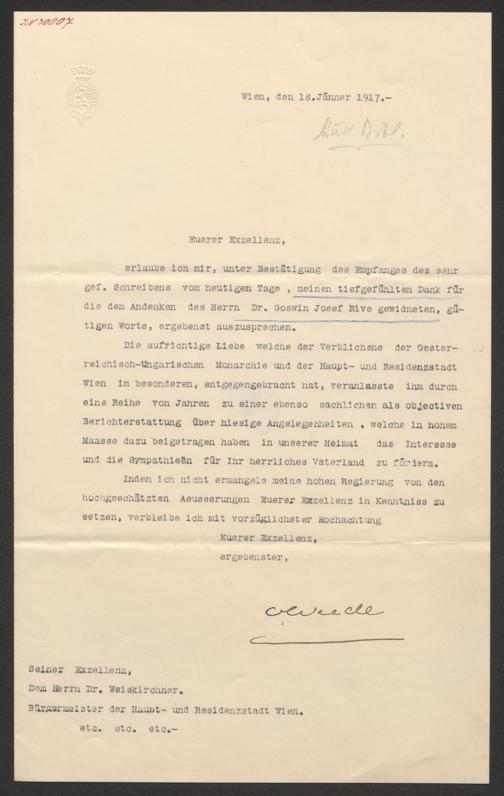 IN 30007
Wien, den 18.Jänner 1917.-
Städt. Bibl.
Euerer Exzellenz,
erlaube ich mir, unter Bestätigung des Empfanges des sehr
gef. Schreibens vom heutigen Tage , meinen tiefgefühlten Dank für
die dem Andenken des Herrn Dr. Goswin Josef Rive gewidmeten, gü-
tigen Worte, ergebenst auszusprechen.
Die aufrichtige Liebe welche der Verblichene der Oester-
reichisch-Ungarischen Monarchie und der Haupt- und Residenzstadt
Wien im besonderen, entgegengebracht hat, veranlasste ihm durch
eine Reihe von Jahren zu einer ebenso sachlichen als objectiven
Berichterstattung über hiesige Angelegenheiten , welche in hohem
Maasse dazu beigetragen haben in unserer Heimat das Interesse
und die Sympathieën für Ihr herrliches Vaterland zu fördern.
Indem ich nicht ermangele meine hohen Regierung von den
hochgeschätzten Aeusserungen Euerer Exzellenz in Kenntniss zu
setzen, verbleibe ich mit vorzüglichster Hochachtung
Euerer Exzellenz,
ergebenster,
Seiner Exzellenz,
Dem Herrn Dr. Weiskirchner.
Bürgermeister der Haupt- und Residenzstadt Wien.
etc. etc. etc.-